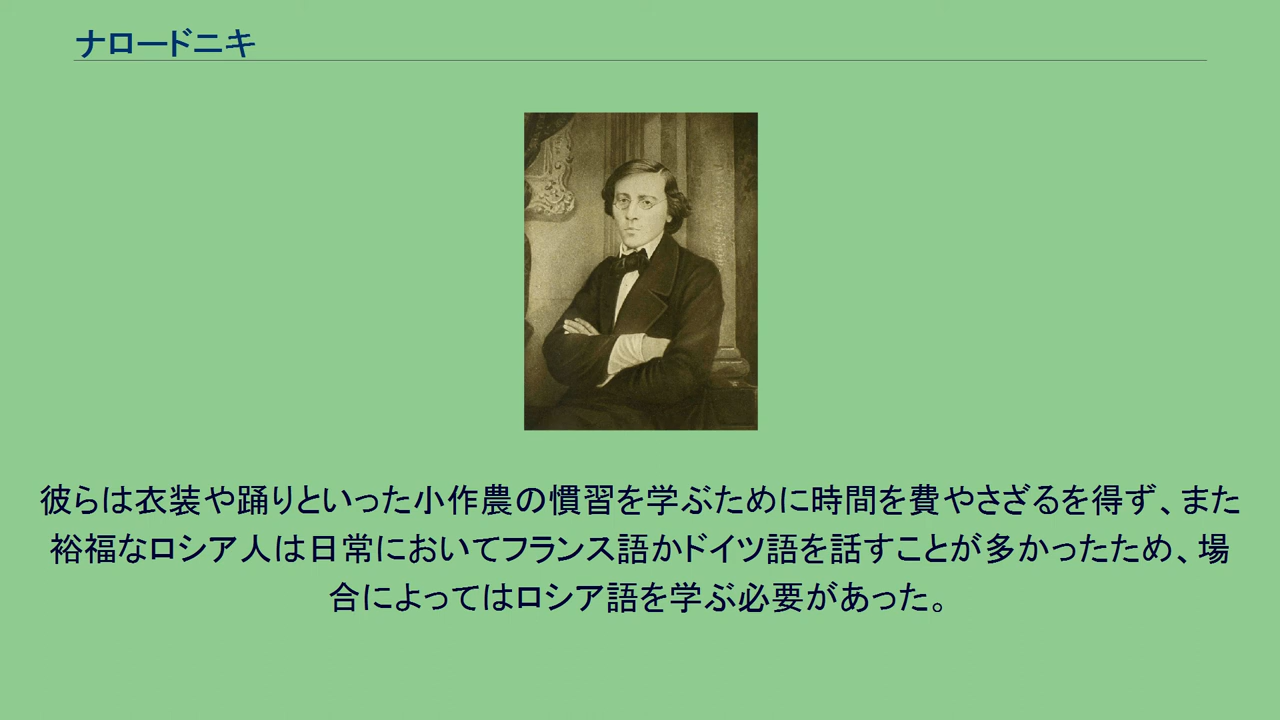 ナロードニキ
彼らは衣装や踊りといった小作農の慣習を学ぶために時間を費やさざるを得ず、また
裕福なロシア人は日常においてフランス語かドイツ語を話すことが多かったため、場
合によってはロシア語を学ぶ必要があった。